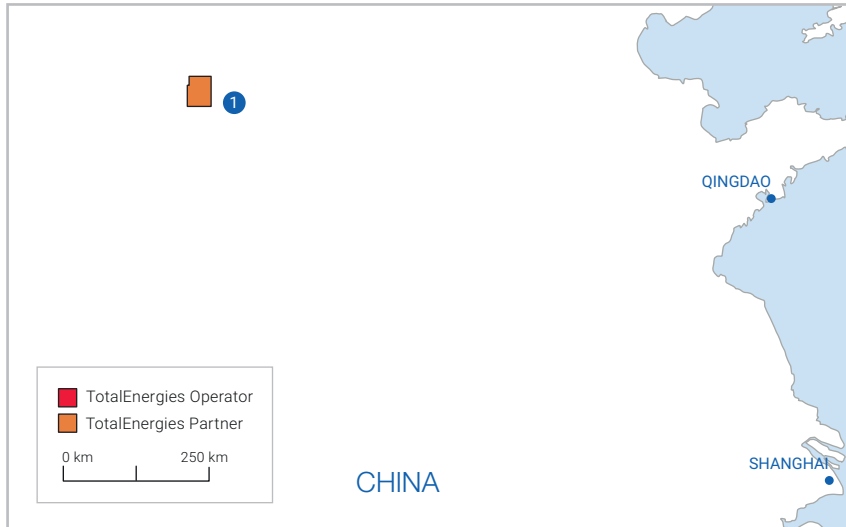 1
QINGDAO
TotalEnergies Operator
TotalEnergies Partner
0 km 250 km
SHANGHAI
CHINA